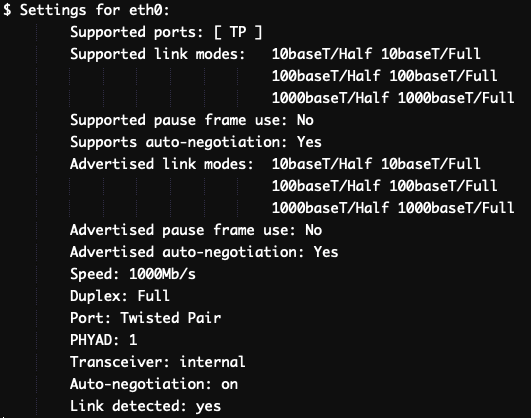 $ Settings for eth0:
Supported ports: [ TP ]
Supported link modes: 10baseT/Half 10baseT/Full
100baseT/Half 100baseT/Full
1000baseT/Half 1000baseT/Full
Supported pause frame use: No
Supports auto-negotiation: Yes
Advertised link modes: 10baseT/Half 10baseT/Full
100baseT/Half 100baseT/Full
1000baseT/Half 1000baseT/Full
Advertised pause frame use: No
Advertised auto-negotiation: Yes
Speed: 1000Mb/s
Duplex: Full
Port: Twisted Pair
PHYAD: 1
Transceiver: internal
Auto-negotiation: on
Link detected: yes